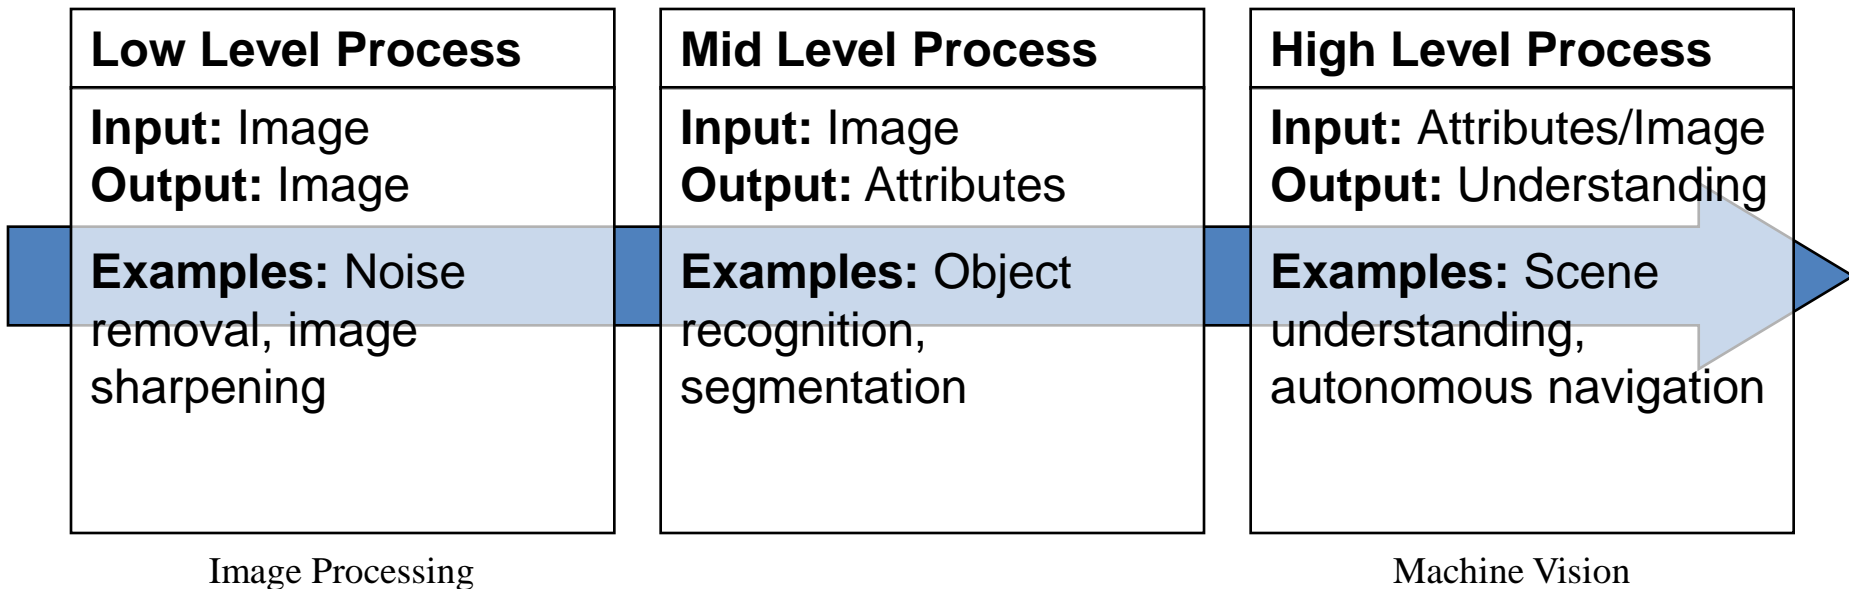 Low Level Process
Input: Image
Output: Image
Examples: Noise
removal, image
sharpening
Mid Level Process
Input: Image
Output: Attributes
Examples: Object
recognition,
segmentation
High Level Process
Input: Attributes/Image
Output: Understanding
Examples: Scene
understanding,
autonomous navigation
Image Processing
Machine Vision